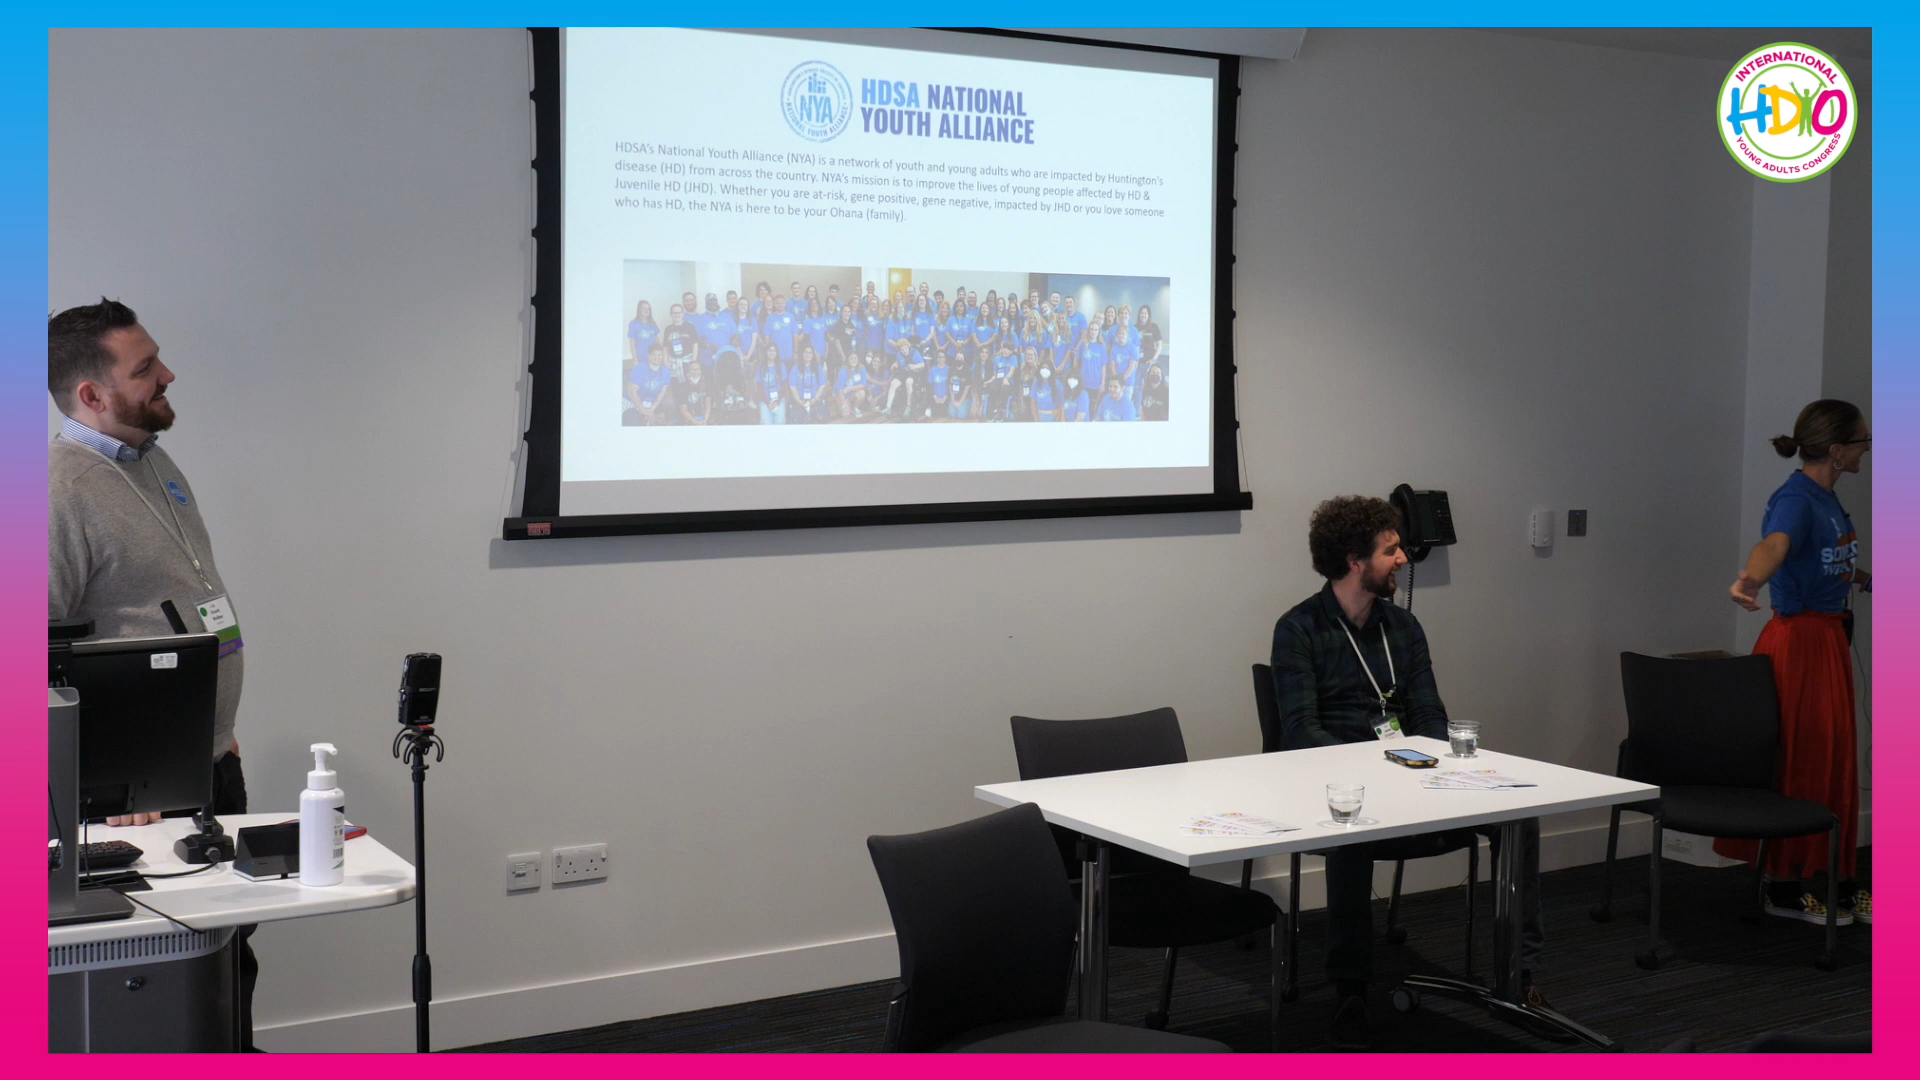 HDSA NATIONAL
YOUTH ALLIANCE
NYA
NATIONAL YOUTH ALLIANCE
HDSA's National Youth Alliance (NYA) is a network of youth and young adults who are impacted by Huntington's
disease (HD) from across the country. NYA's mission is to improve the lives of young people affected by HD &
Juvenile HD (JHD). Whether you are at-risk, gene positive, gene negative, impacted by JHD or you love someone
who has HD, the NYA is here to be your Ohana (family).
INTERNATIONAL
HDYO
YOUNG ADULTS CONGRESS